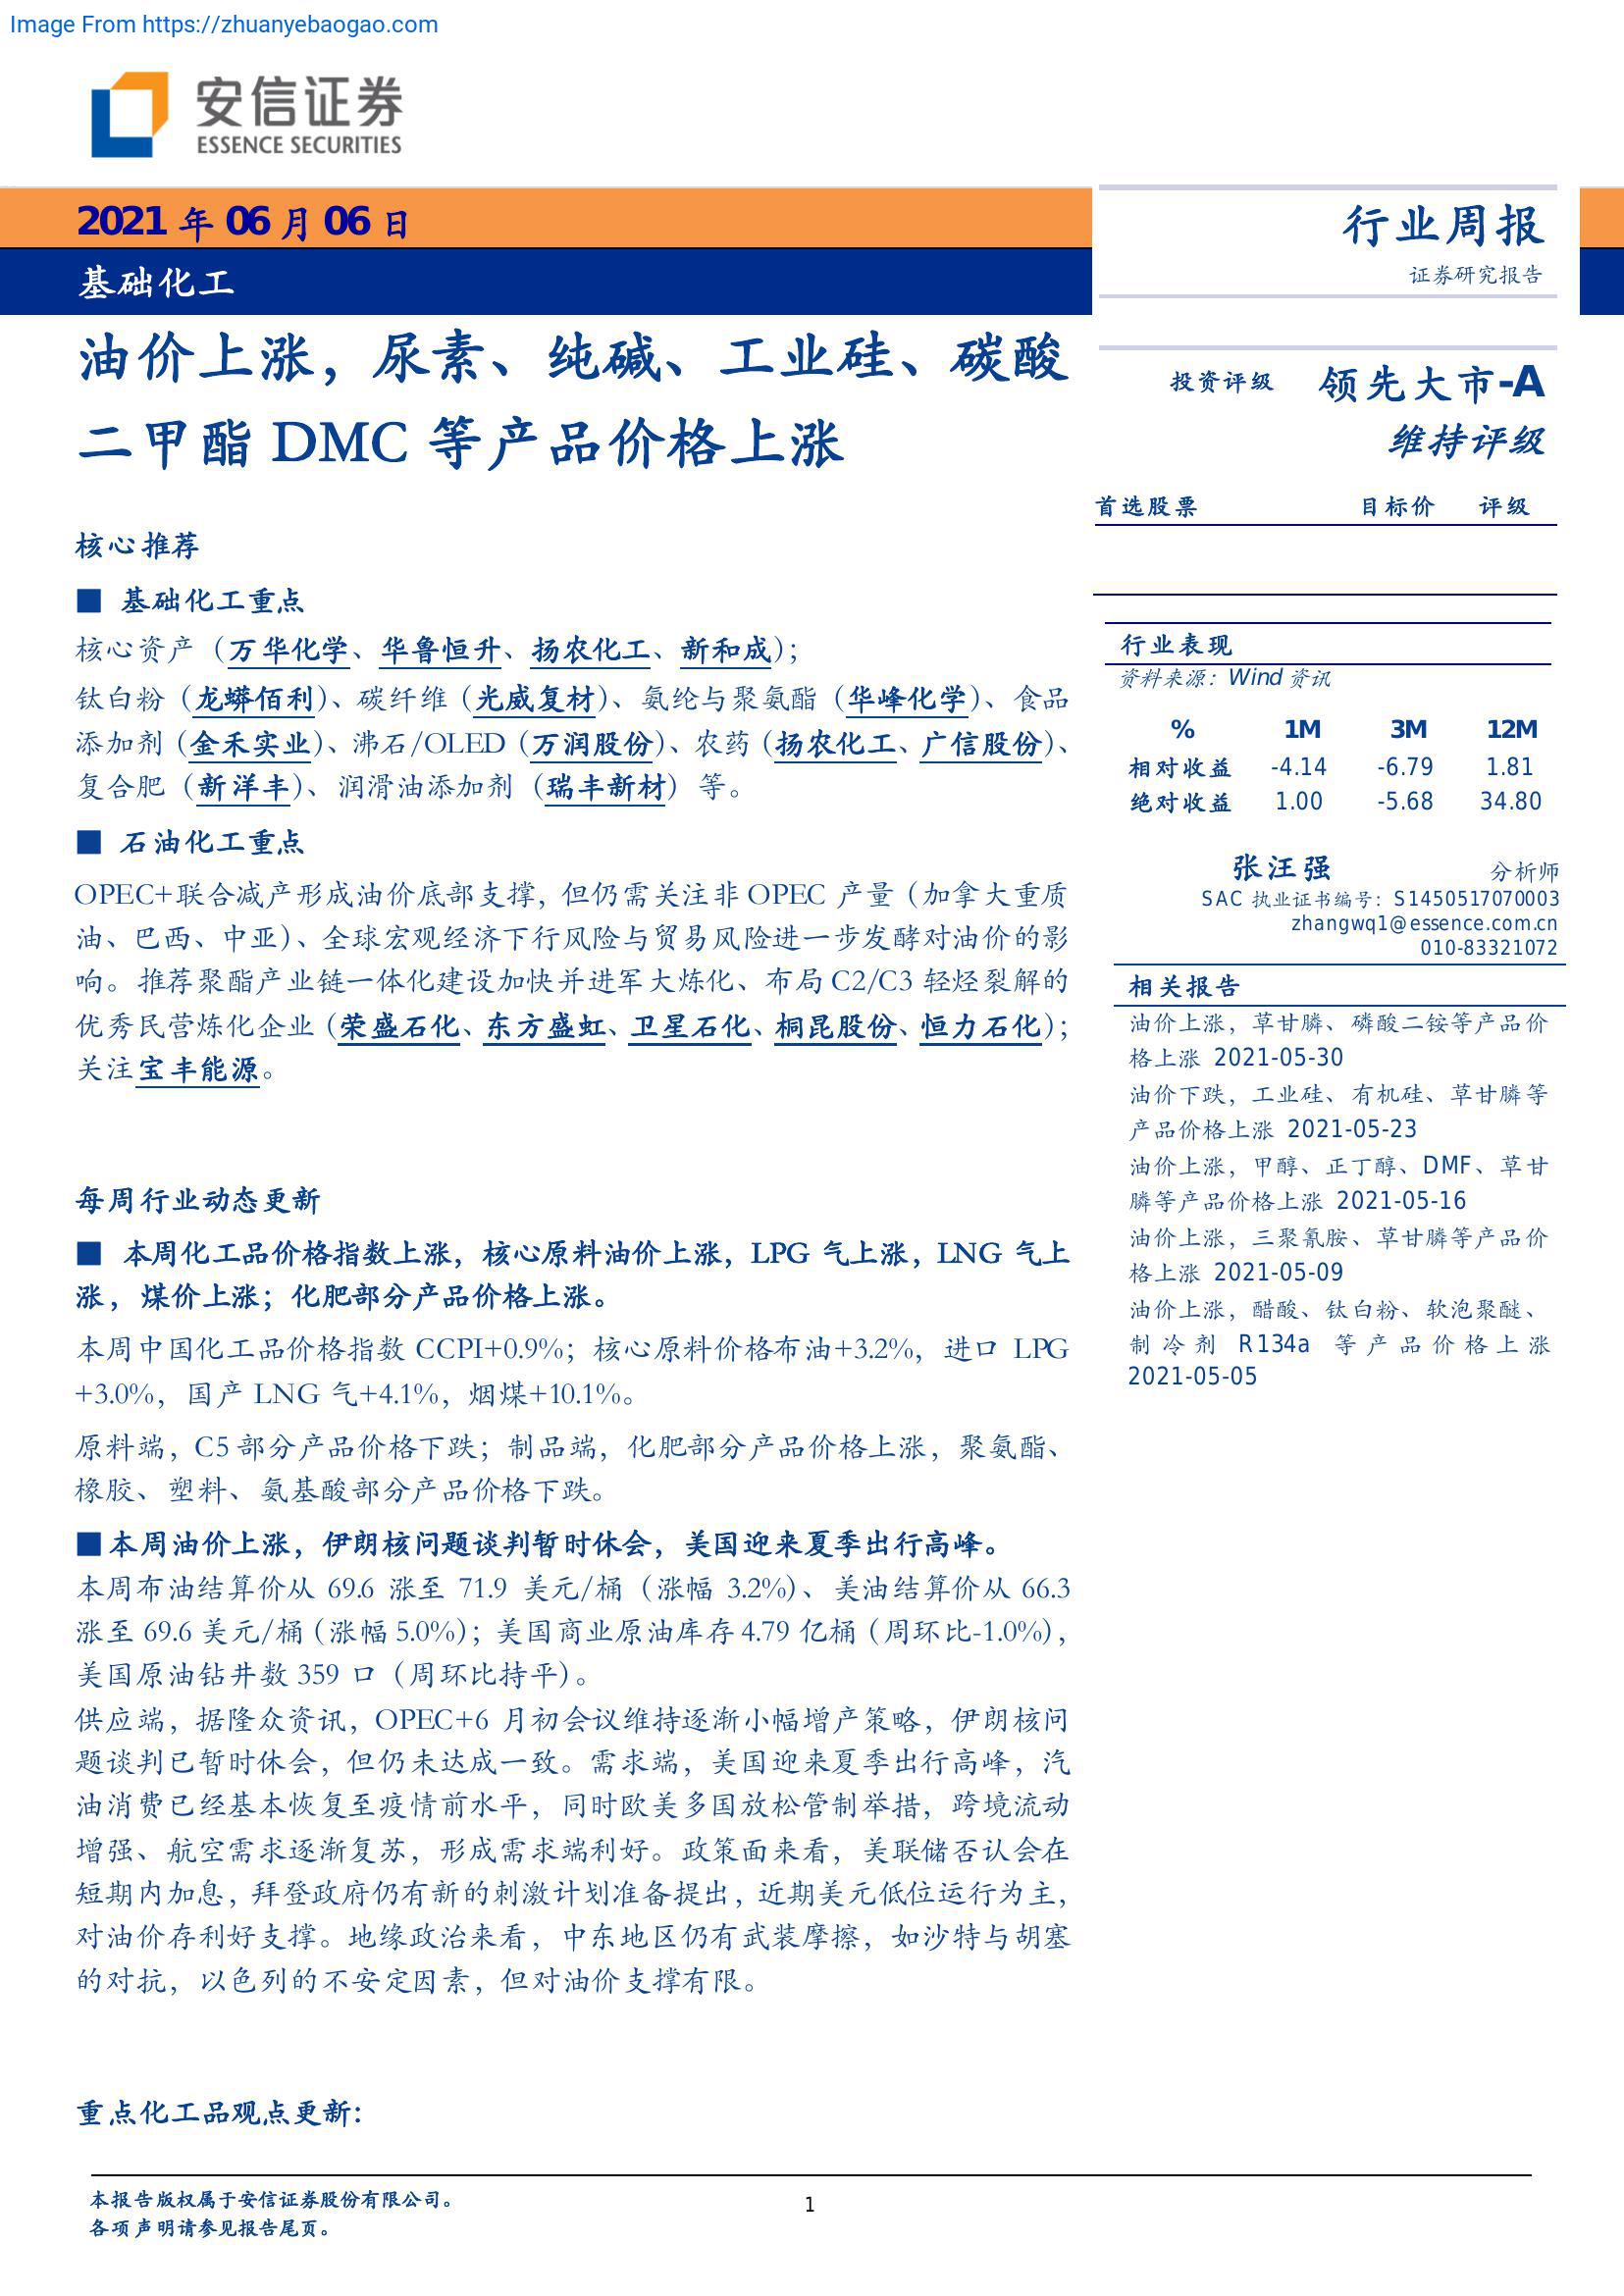 Image From https://zhuanyebaogao.com
安信证券
ESSENCE SECURITIES
2021 年 06 月 06 日
基础化工
行业周报
证券研究报告
油价上涨，尿素、纯碱、工业硅、碳酸
二甲酯 DMC 等产品价格上涨
核心推荐
■ 基础化工重点
核心资产（万华化学、华鲁恒升、扬农化工、新和成）；
钛白粉（龙蟒佰利）、碳纤维（光威复材）、氨纶与聚氨酯（华峰化学）、食品
添加剂（金禾实业）、沸石/OLED（万润股份）、农药（扬农化工、广信股份）、
复合肥（新洋丰）、润滑油添加剂（瑞丰新材）等。
■ 石油化工重点
OPEC+联合减产形成油价底部支撑，但仍需关注非 OPEC 产量（加拿大重质
油、巴西、中亚）、全球宏观经济下行风险与贸易风险进一步发酵对油价的影
响。推荐聚酯产业链一体化建设加快并进军大炼化、布局 C2/C3 轻烃裂解的
优秀民营炼化企业（荣盛石化、东方盛虹、卫星石化、桐昆股份、恒力石化）；
关注宝丰能源。
每周行业动态更新
■ 本周化工品价格指数上涨，核心原料油价上涨，LPG 气上涨，LNG 气上
涨，煤价上涨；化肥部分产品价格上涨。
本周中国化工品价格指数 CCPI+0.9%；核心原料价格布油+3.2%，进口 LPG
+3.0%，国产 LNG 气+4.1%，烟煤+10.1%。
原料端，C5 部分产品价格下跌；制品端，化肥部分产品价格上涨，聚氨酯、
橡胶、塑料、氨基酸部分产品价格下跌。
■ 本周油价上涨，伊朗核问题谈判暂时休会，美国迎来夏季出行高峰。
本周布油结算价从 69.6 涨至 71.9 美元/桶（涨幅 3.2%）、美油结算价从 66.3
涨至 69.6 美元/桶（涨幅 5.0%）；美国商业原油库存 4.79 亿桶（周环比-1.0%），
美国原油钻井数 359 口（周环比持平）。
供应端，据隆众资讯，OPEC+6 月初会议维持逐渐小幅增产策略，伊朗核问
题谈判已暂时休会，但仍未达成一致。需求端，美国迎来夏季出行高峰，汽
油消费已经基本恢复至疫情前水平，同时欧美多国放松管制举措，跨境流动
增强、航空需求逐渐复苏，形成需求端利好。政策面来看，美联储否认会在
短期内加息，拜登政府仍有新的刺激计划准备提出，近期美元低位运行为主，
对油价存利好支撑。地缘政治来看，中东地区仍有武装摩擦，如沙特与胡塞
的对抗，以色列的不安定因素，但对油价支撑有限。
重点化工品观点更新：
投资评级 领先大市-A
维持评级
首选股票 目标价 评级
行业表现
资料来源：Wind 资讯
% 1M 3M 12M
相对收益 -4.14 -6.79 1.81
绝对收益 1.00 -5.68 34.80
张汪强 分析师
SAC 执业证书编号：S1450517070003
zhangwq1@essence.com.cn
010-83321072
相关报告
油价上涨，草甘膦、磷酸二铵等产品价
格上涨 2021-05-30
油价下跌，工业硅、有机硅、草甘膦等
产品价格上涨 2021-05-23
油价上涨，甲醇、正丁醇、DMF、草甘
膦等产品价格上涨 2021-05-16
油价上涨，三聚氰胺、草甘膦等产品价
格上涨 2021-05-09
油价上涨，醋酸、钛白粉、软泡聚醚、
制冷剂 R134a 等产品价格上涨
2021-05-05
本报告版权属于安信证券股份有限公司。
各项声明请参见报告尾页。
1